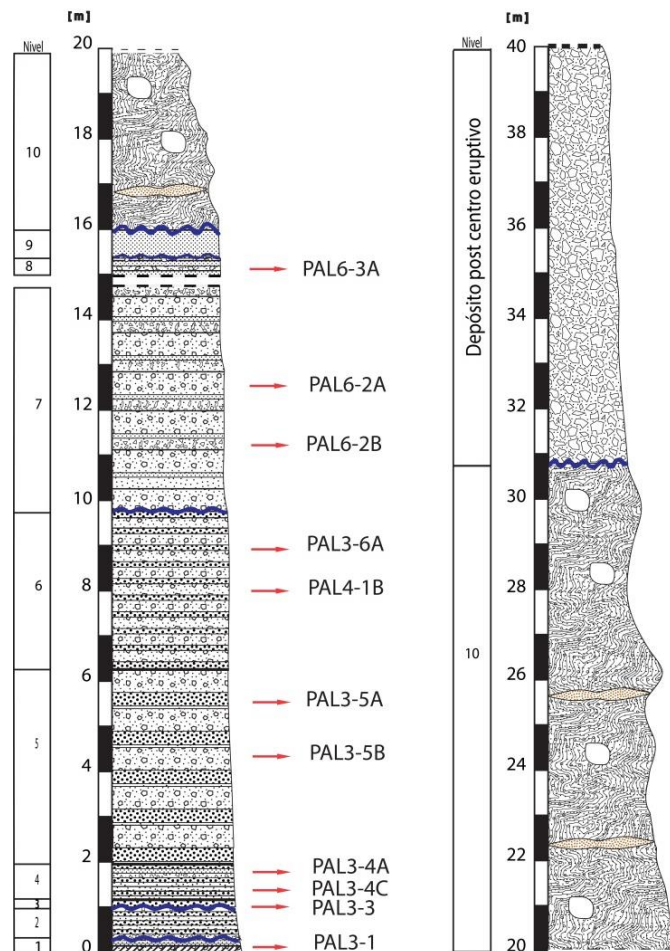 [m]
[m]
Nivel
Nivel
20
18
16
14
12
10
8
6
4
2
0
10
9
8
7
6
5
4
3
2
1
PAL6-3A
PAL6-2A
PAL6-2B
PAL3-6A
PAL4-1B
PAL3-5A
PAL3-5B
PAL3-4A
PAL3-4C
PAL3-3
PAL3-1
Depósito post centro eruptivo
10
40
38
36
34
32
30
28
26
24
22
20